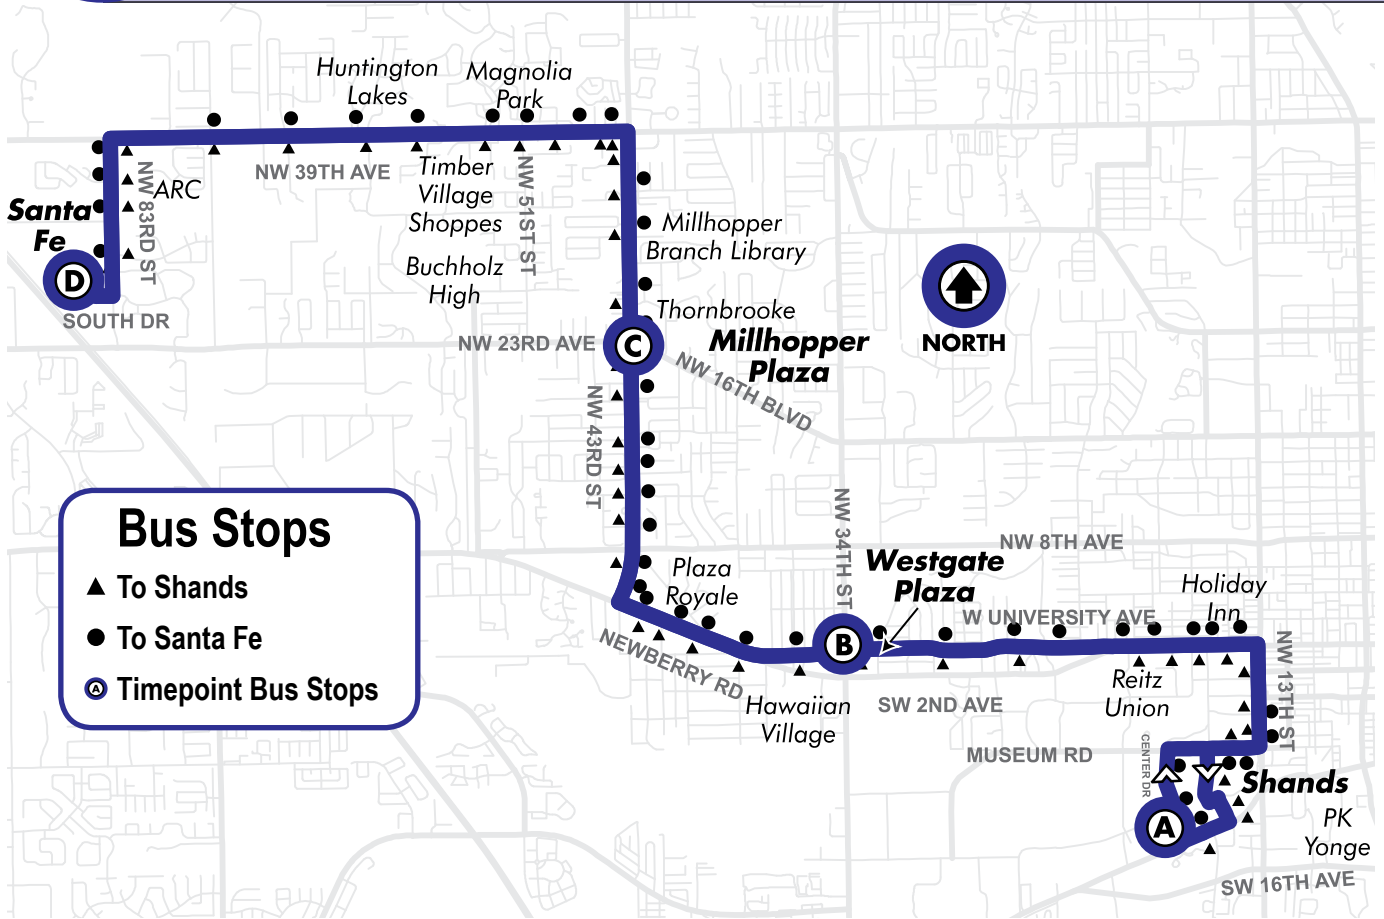 Huntington
Lakes
Magnolia
Park
NW 39TH AVE
Timber
Village
Shoppes
NW 51ST ST
NW 83RD ST
ARC
Santa
Fe
D
SOUTH DR
Buchholz
High
Millhopper
Branch Library
Thornbrooke
NW 23RD AVE
C
Millhopper
Plaza
NW 16TH BLVD
NORTH
NW 43RD ST
Bus Stops
To Shands
To Santa Fe
A
Timepoint Bus Stops
NW 34TH ST
NW 8TH AVE
Westgate
Plaza
Plaza
Royale
Holiday
Inn
W UNIVERSITY AVE
B
NEWBERRY RD
Hawaiian
Village
SW 2ND AVE
Reitz
Union
NW 13TH ST
MUSEUM RD
CENTER DR
Shands
A
PK
Yonge
SW 16TH AVE